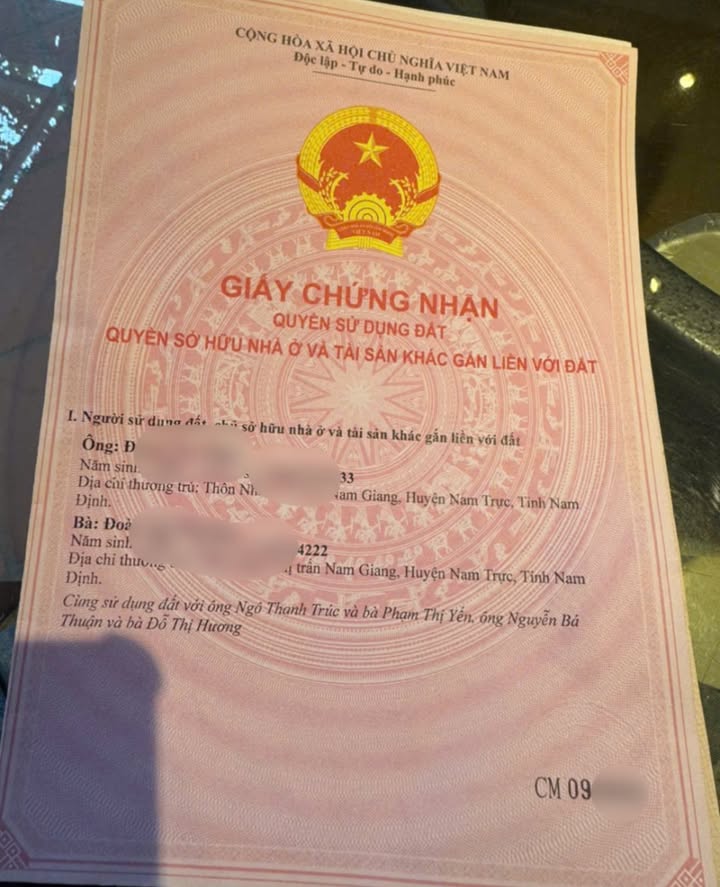 CỘNG HÒA XÃ HỘI CHỦ NGHĨA VIỆT NAM
Độc lập - Tự do - Hạnh phúc
GIẤY CHỨNG NHẬN
QUYỀN SỬ DỤNG ĐẤT
QUYỀN SỞ HỮU NHÀ Ở VÀ TÀI SẢN KHÁC GẮN LIỀN VỚI ĐẤT
I. Người sử dụng đất, chủ sở hữu nhà ở và tài sản khác gắn liền với đất
Ông: Đ
Năm sinh 33
Địa chỉ thường trú: Thôn Nam Giang, Huyện Nam Trực, Tỉnh Nam
Định.
Bà: Đoà
Năm sinh 4222
Địa chỉ trấn Nam Giang, Huyện Nam Trực, Tỉnh Nam
Định.
Cùng sử dụng đất với ông Ngô Thanh Trúc và bà Phạm Thị Yến, ông Nguyễn Bá
Thuận và bà Đỗ Thị Hương
CM 09